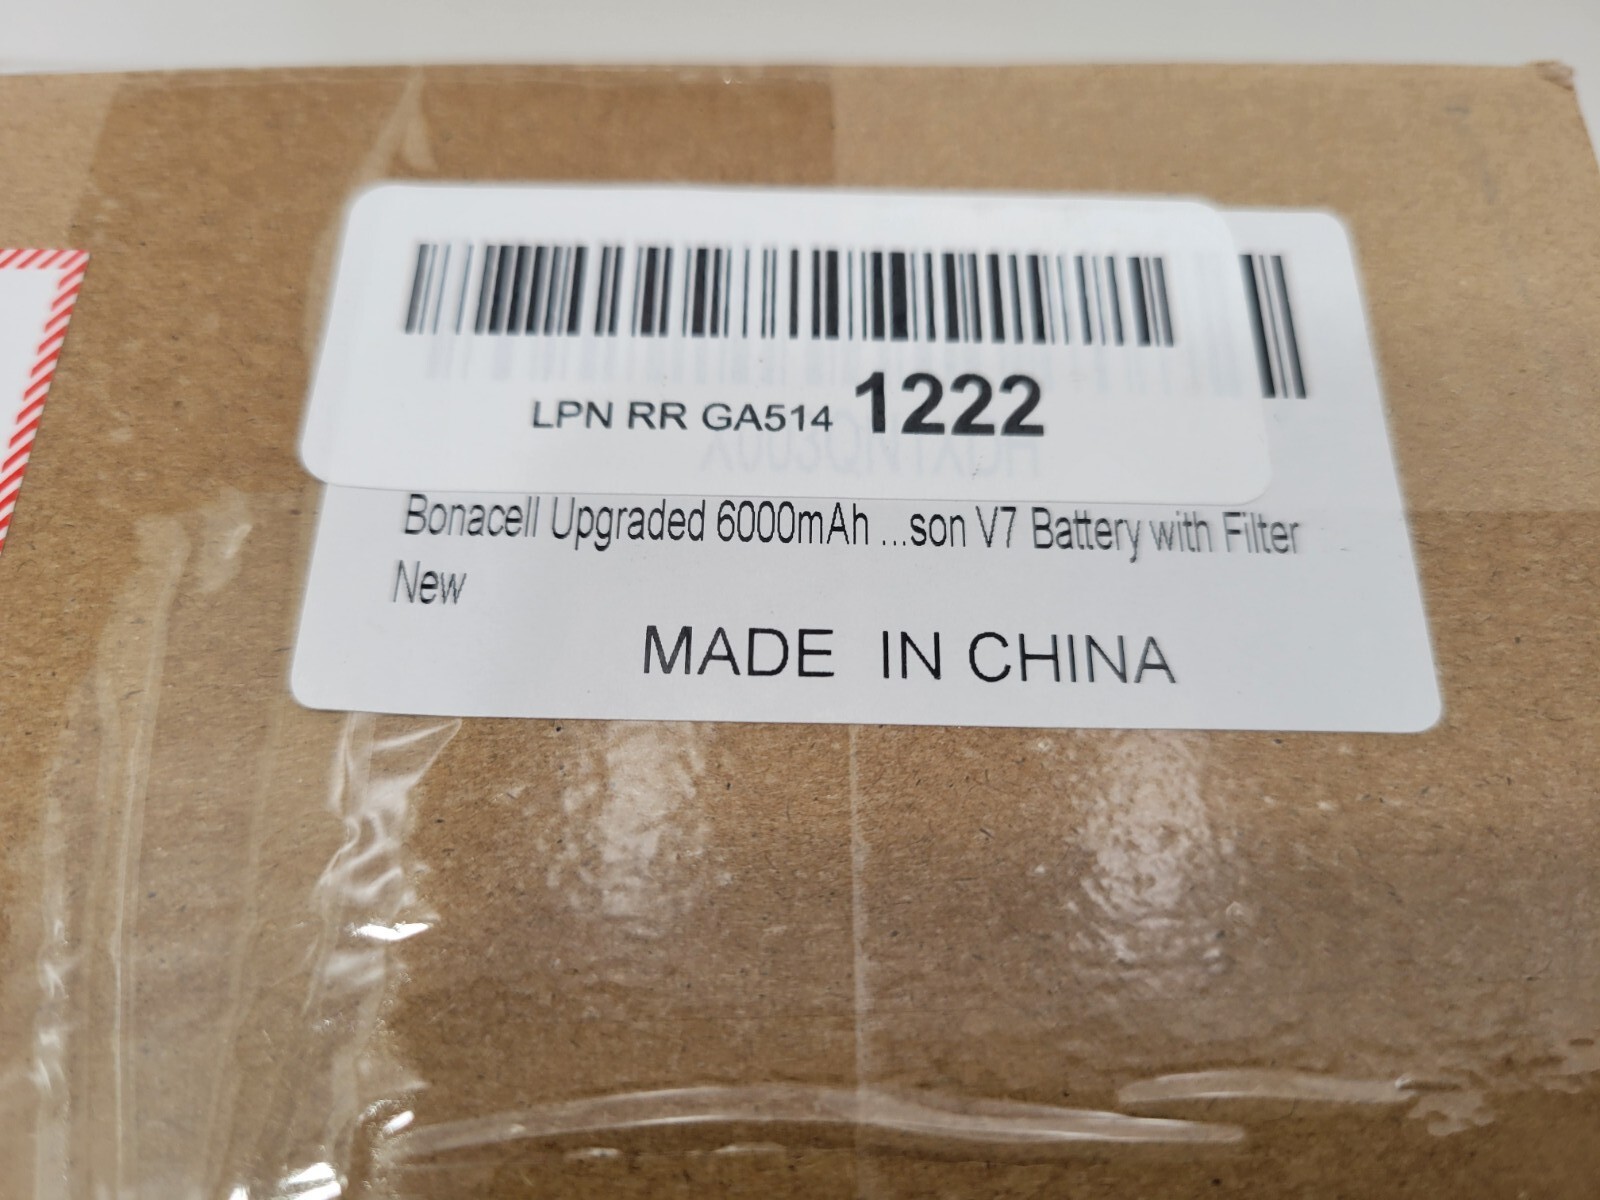 LPN RR GA514 1222
Bonacell Upgraded 6000mAh ...son V7 Battery with Filter
New
MADE IN CHINA